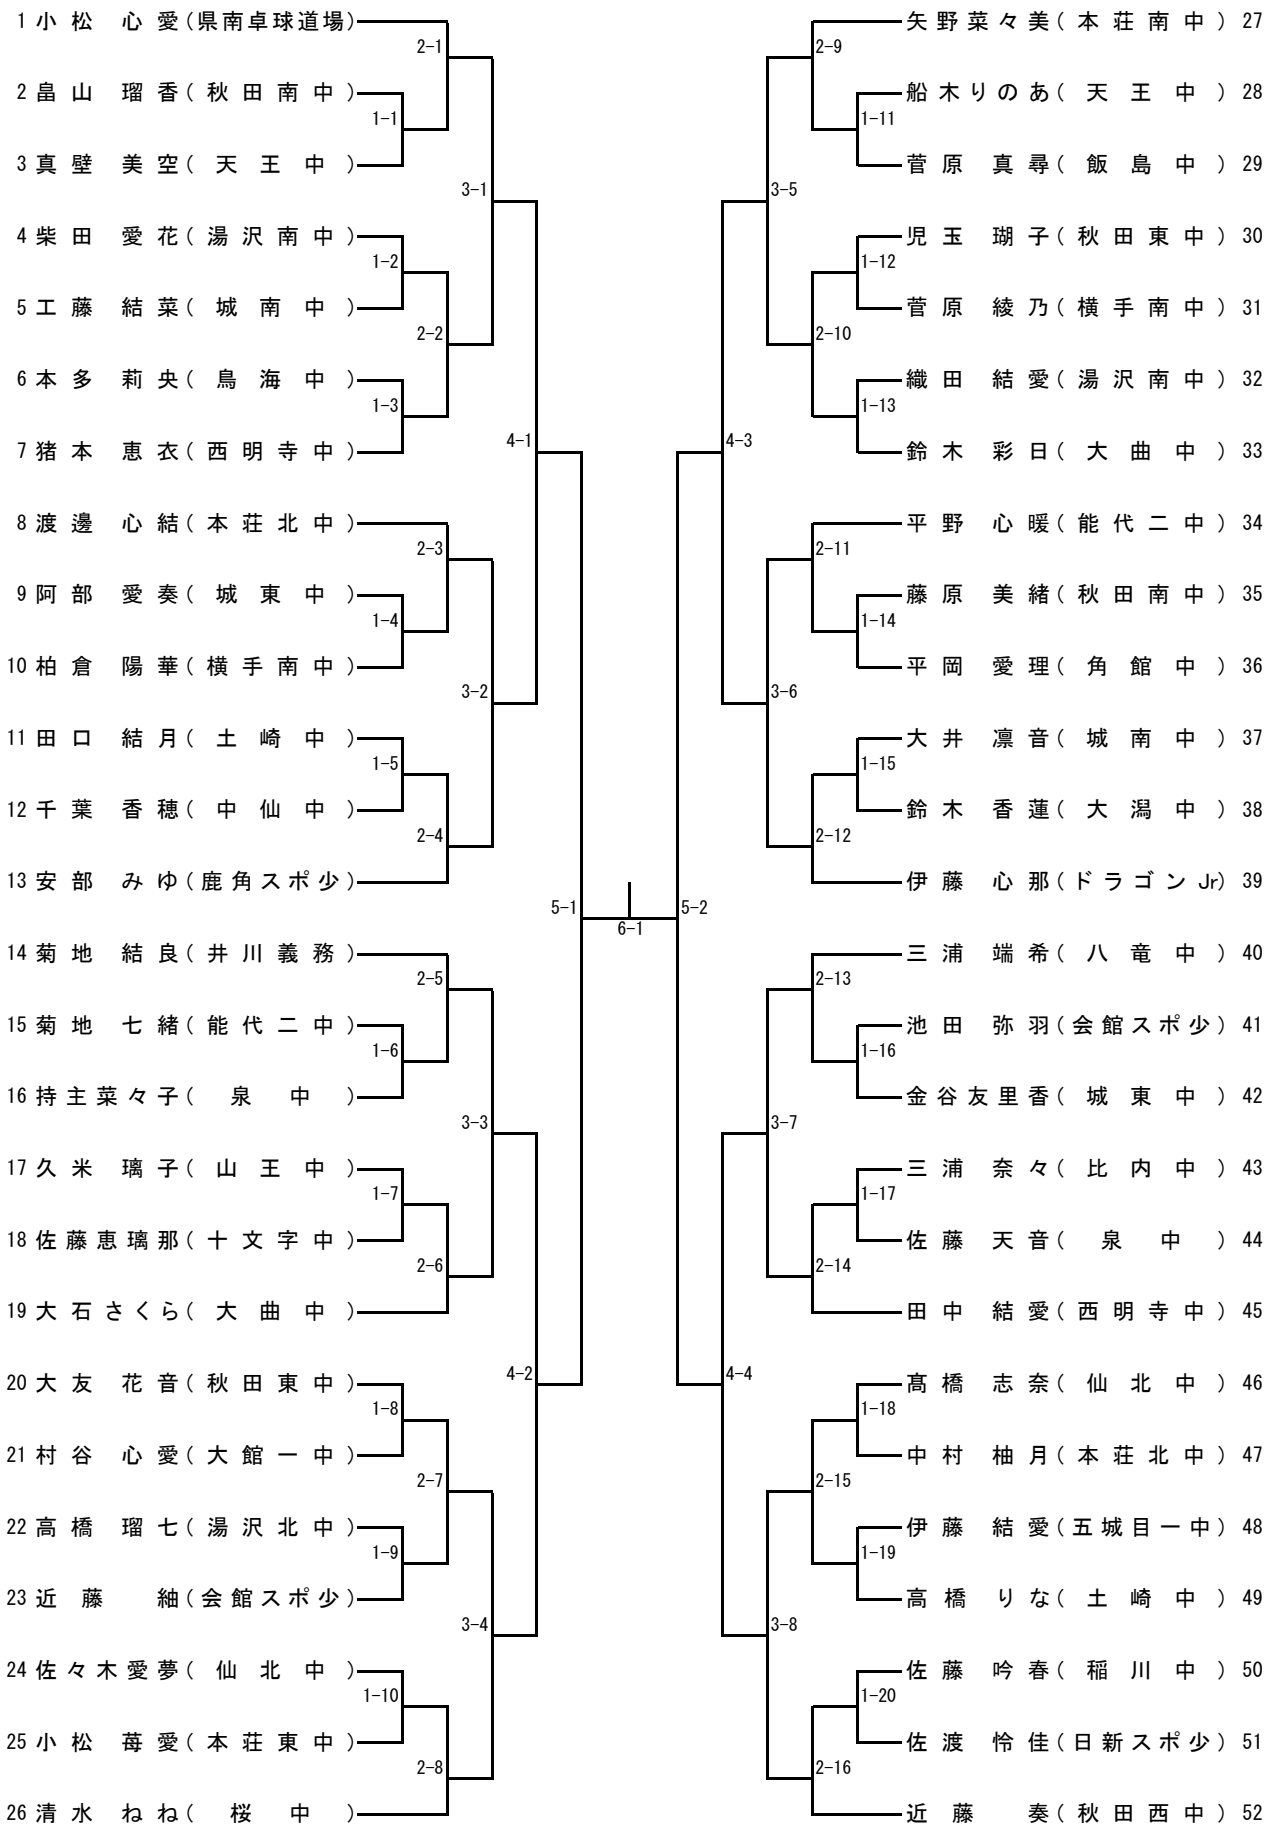 1 小松 心愛 (県南卓球道場)
2-1
2 畠山 瑠香 (秋田南中)
1-1
3 真壁 美空 (天王中)
3-1
4 柴田 愛花 (湯沢南中)
1-2
5 工藤 結菜 (城南中)
2-2
6 本多 莉央 (鳥海中)
1-3
7 猪本 恵衣 (西明寺中)
4-1
8 渡邊 心結 (本荘北中)
2-3
9 阿部 愛奏 (城東中)
1-4
10 柏倉 陽華 (横手南中)
3-2
11 田口 結月 (土崎中)
1-5
12 千葉 香穂 (中仙中)
2-4
13 安部 みゆ (鹿角スポ少)
5-1
14 菊地 結良 (井川義務)
2-5
15 菊地 七緒 (能代二中)
1-6
16 持主菜々子 (泉中)
3-3
17 久米 璃子 (山王中)
1-7
18 佐藤恵璃那 (十文字中)
2-6
19 大石さくら (大曲中)
4-2
20 大友 花音 (秋田東中)
1-8
21 村谷 心愛 (大館一中)
2-7
22 高橋 瑠七 (湯沢北中)
1-9
23 近藤 紬 (会館スポ少)
3-4
24 佐々木愛夢 (仙北中)
1-10
25 小松 苺愛 (本荘東中)
2-8
26 清水 ねね (桜中)
6-1
矢野菜々美 (本荘南中) 27
2-9
船木りのあ (天王中) 28
1-11
菅原 真尋 (飯島中) 29
3-5
児玉 瑚子 (秋田東中) 30
1-12
菅原 綾乃 (横手南中) 31
2-10
織田 結愛 (湯沢南中) 32
1-13
鈴木 彩日 (大曲中) 33
4-3
平野 心暖 (能代二中) 34
2-11
藤原 美緒 (秋田南中) 35
1-14
平岡 愛理 (角館中) 36
3-6
大井 凛音 (城南中) 37
1-15
鈴木 香蓮 (大潟中) 38
2-12
伊藤 心那 (ドラゴンJr) 39
5-2
三浦 端希 (八竜中) 40
2-13
池田 弥羽 (会館スポ少) 41
1-16
金谷友里香 (城東中) 42
3-7
三浦 奈々 (比内中) 43
1-17
佐藤 天音 (泉中) 44
2-14
田中 結愛 (西明寺中) 45
4-4
髙橋 志奈 (仙北中) 46
1-18
中村 柚月 (本荘北中) 47
2-15
伊藤 結愛 (五城目一中) 48
1-19
高橋 りな (土崎中) 49
3-8
佐藤 吟春 (稲川中) 50
1-20
佐渡 怜佳 (日新スポ少) 51
2-16
近藤 奏 (秋田西中) 52